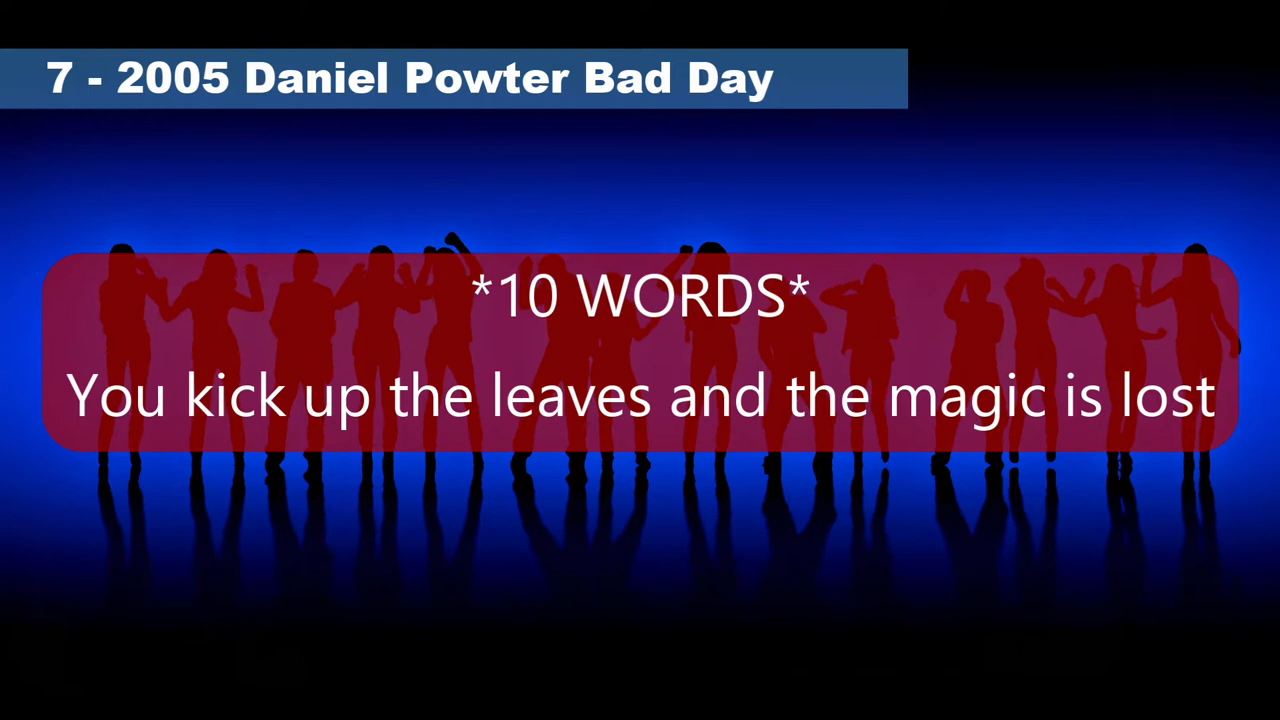 7 - 2005 Daniel Powter Bad Day
*10 WORDS*
You kick up the leaves and the magic is lost